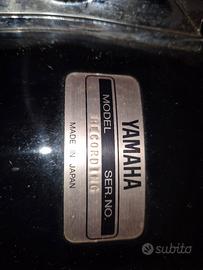 YAMAHA
MODEL SER.NO.
RECORDING
MADE IN JAPAN
subito